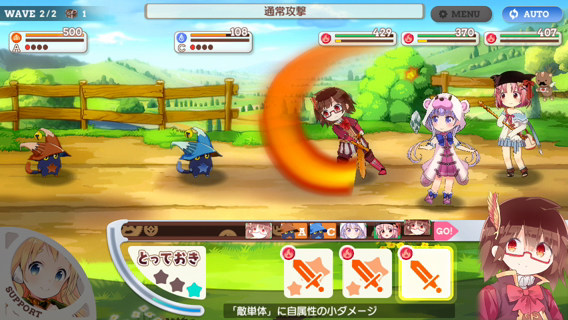 WAVE 2/2 1
通常攻撃
MENU
AUTO
500
A
108
C
429
370
407
A C GO!
とっておき
SUPPORT
「敵単体」に自属性の小ダメージ